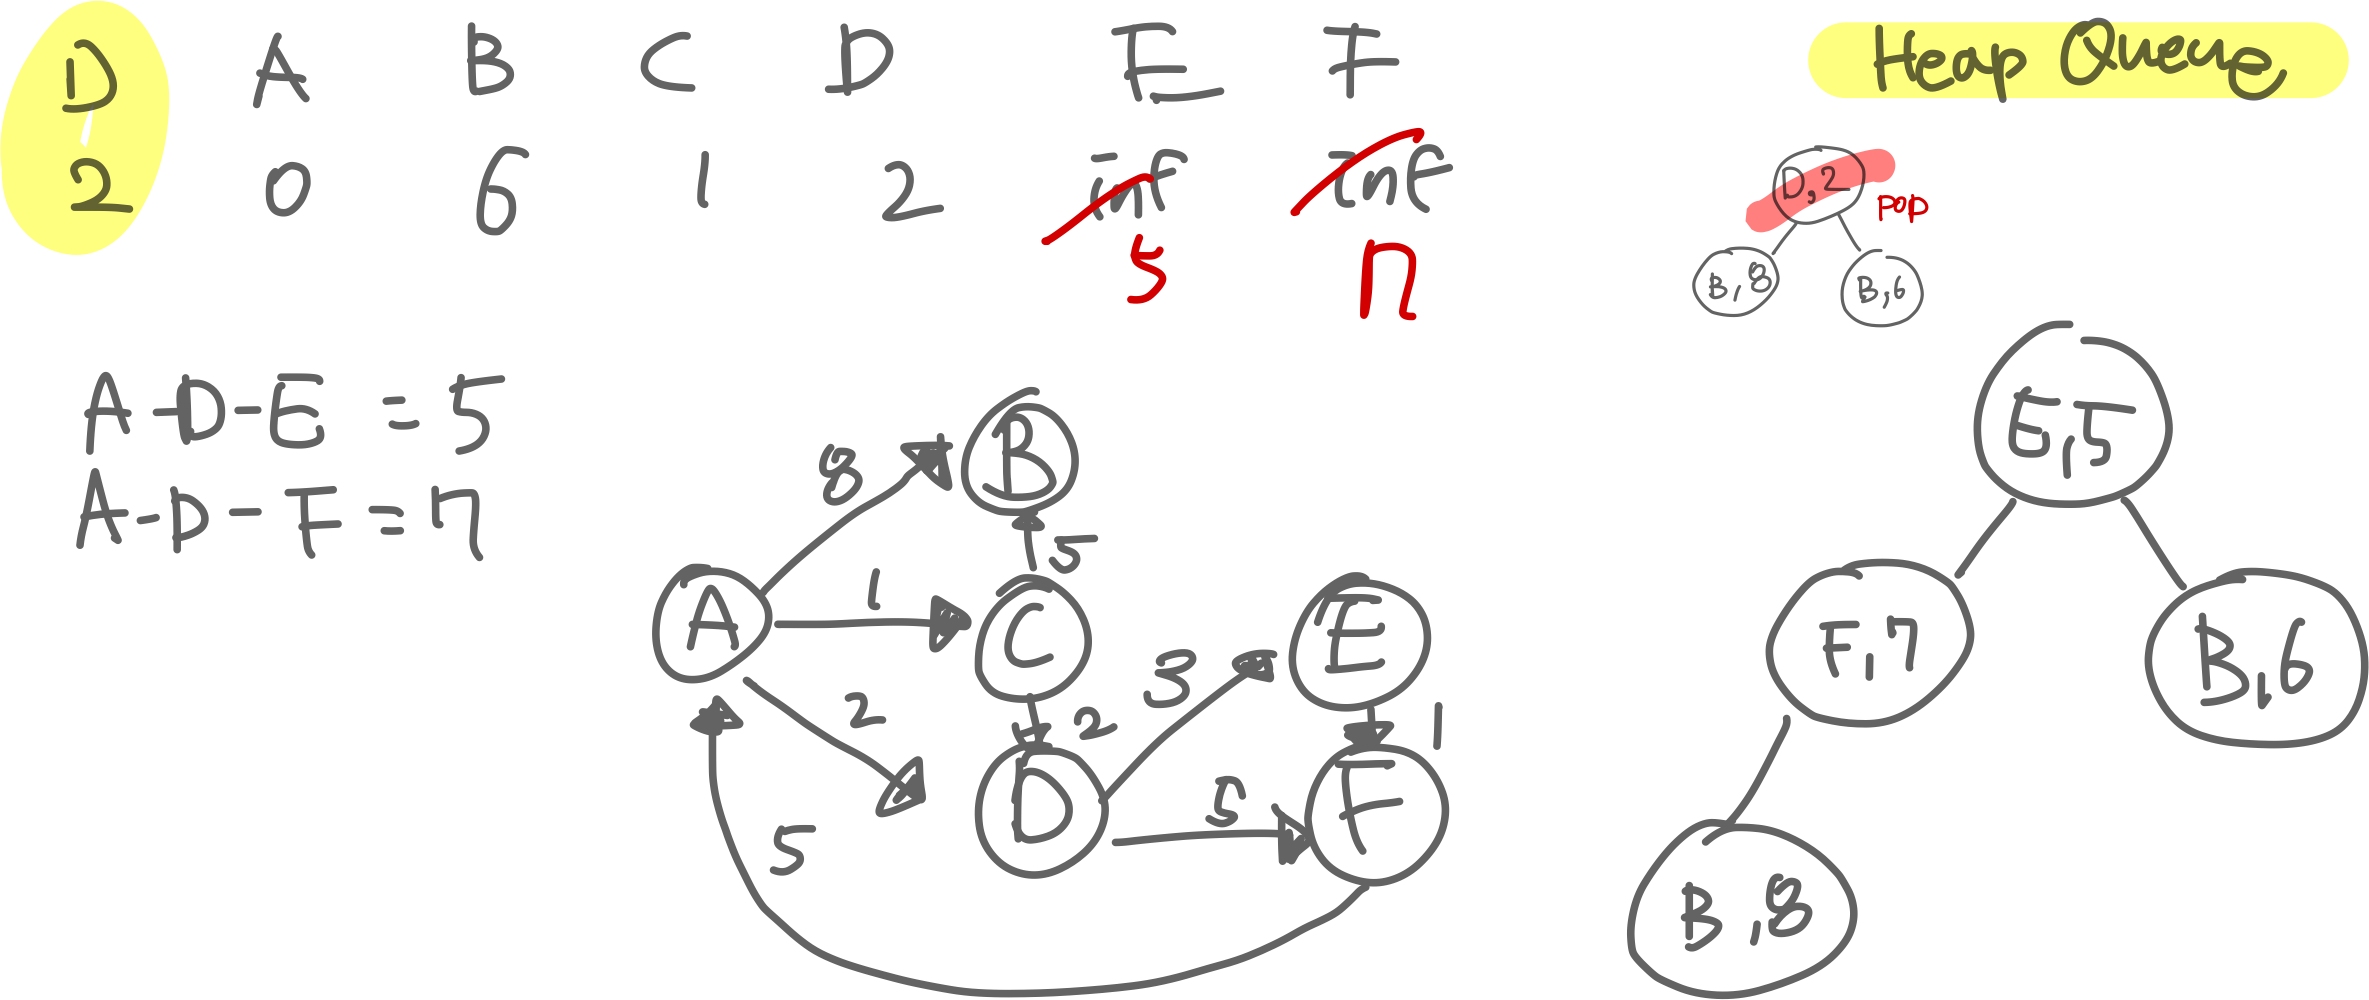 D A B C D E F
2 0 6 1 2 inf inf
5 7
A-D-E = 5
A-D-F = 7
Heap Queue
D,2
pop
B,8
B,6
E,5
F,7
B,6
B,8
B
8
5
A
1
C
E
2
2
3
1
D
5
F
5